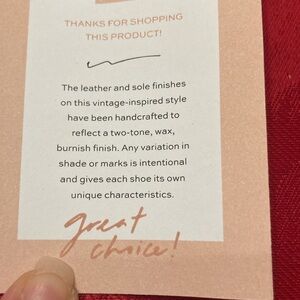 THANKS FOR SHOPPING
THIS PRODUCT!
The leather and sole finishes
on this vintage-inspired style
have been handcrafted to
reflect a two-tone, wax,
burnish finish. Any variation in
shade or marks is intentional
and gives each shoe its own
unique characteristics.
great
choice!